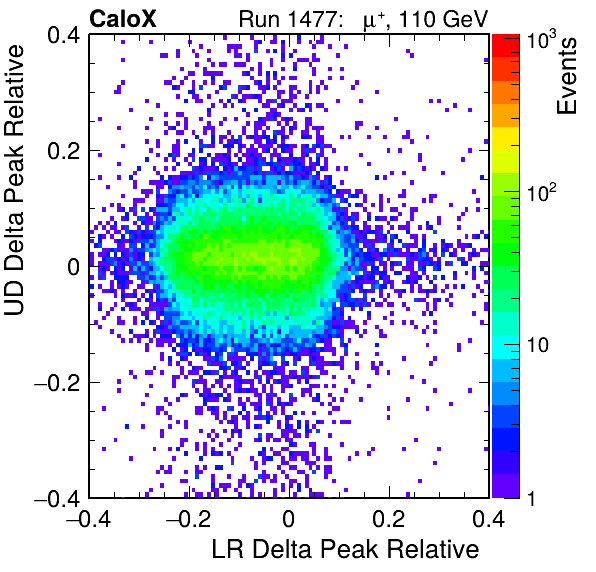 CaloX Run 1477: μ⁺, 110 GeV
UD Delta Peak Relative
0.4
0.2
0
−0.2
−0.4
−0.4 −0.2 0 0.2 0.4
LR Delta Peak Relative
Events
10³
10²
10
1